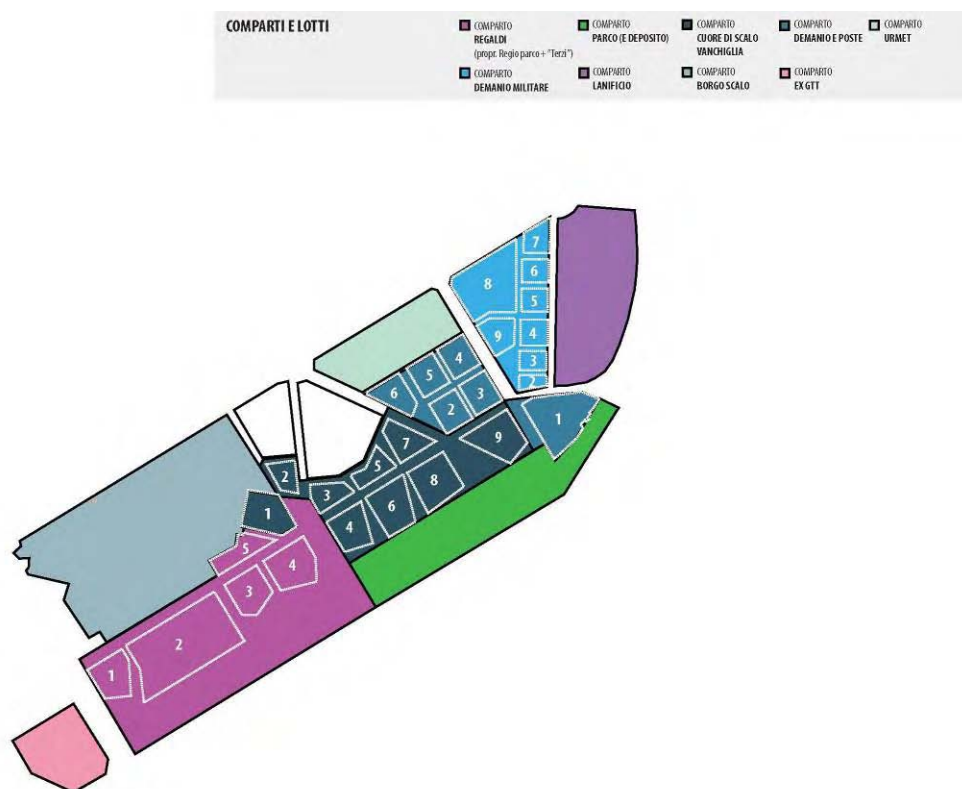 COMPARTI E LOTTI
COMPARTO
REGALDI
(propr. Regio parco + "Terzi")
COMPARTO
PARCO (E DEPOSITO)
COMPARTO
CUORE DI SCALO
VANCHIGLIA
COMPARTO
DEMANIO E POSTE
COMPARTO
URMET
COMPARTO
DEMANIO MILITARE
COMPARTO
LANIFICIO
COMPARTO
BORGO SCALO
COMPARTO
EX GTT
7
6
8
5
9
4
3
2
4
5
6
3
2
1
7
9
5
8
2
3
6
1
4
5
4
3
2
1